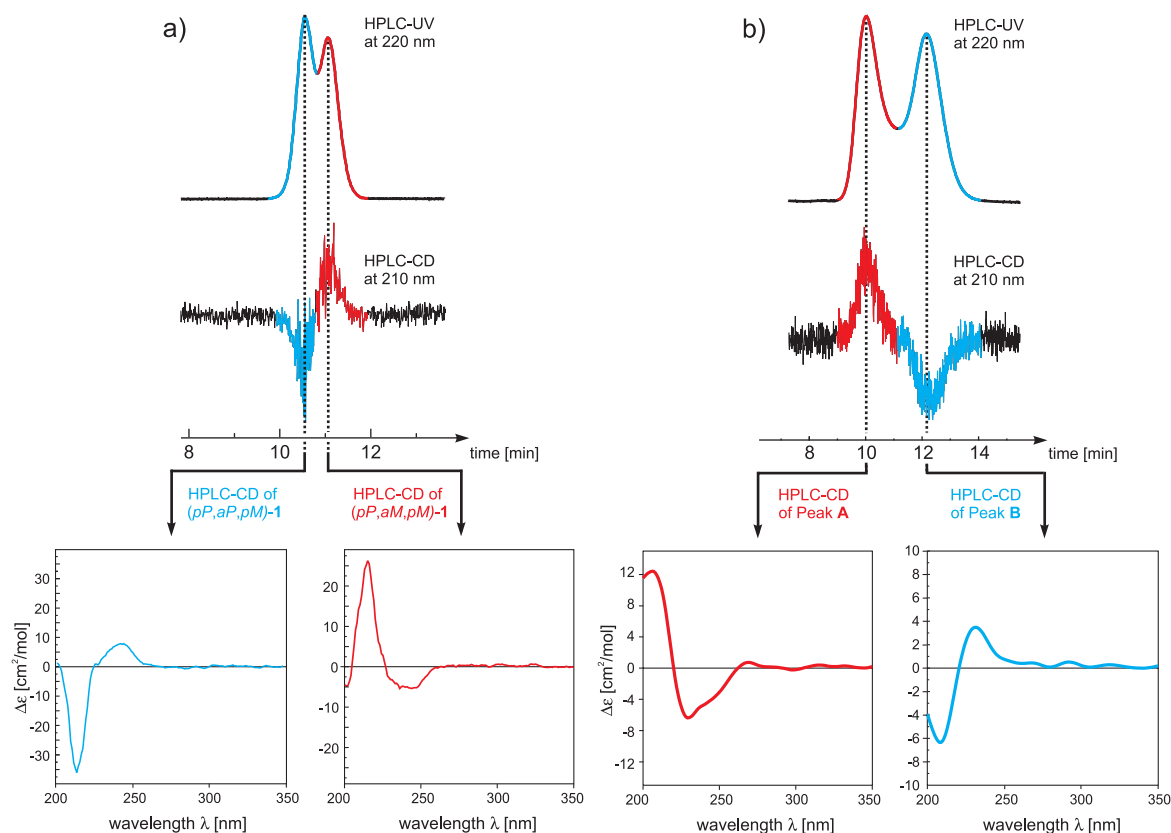 a)
HPLC-UV
at 220 nm
HPLC-CD
at 210 nm
8
10
12
time [min]
HPLC-CD of
(pP,aP,pM)-1
HPLC-CD of
(pP,aM,pM)-1
Δε [cm²/mol]
30
20
10
0
-10
-20
-30
200
250
300
350
wavelength λ [nm]
20
10
0
-10
-20
200
250
300
350
wavelength λ [nm]
b)
HPLC-UV
at 220 nm
HPLC-CD
at 210 nm
8
10
12
14
time [min]
HPLC-CD
of Peak A
HPLC-CD
of Peak B
Δε [cm²/mol]
12
8
4
0
-4
-8
-12
200
250
300
350
wavelength λ [nm]
10
8
6
4
2
0
-2
-4
-6
-8
-10
200
250
300
350
wavelength λ [nm]